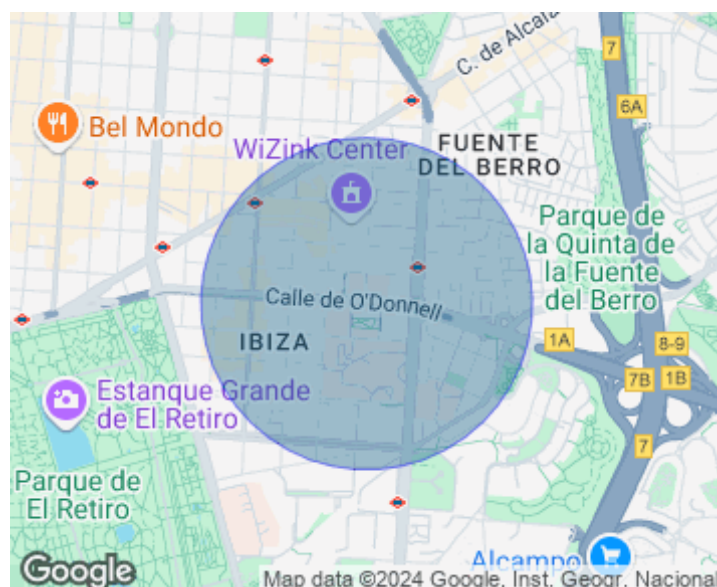 7
C. de Alcalá
6A
Bel Mondo
WiZink Center
FUENTE
DEL BERRO
Parque de
la Quinta de
la Fuente
del Berro
Calle de O'Donnell
IBIZA
1A
8-9
7B
1B
Estanque Grande
de El Retiro
7
Parque de
El Retiro
Alcampo
Google
Map data ©2024 Google, Inst. Geogr. Nacional